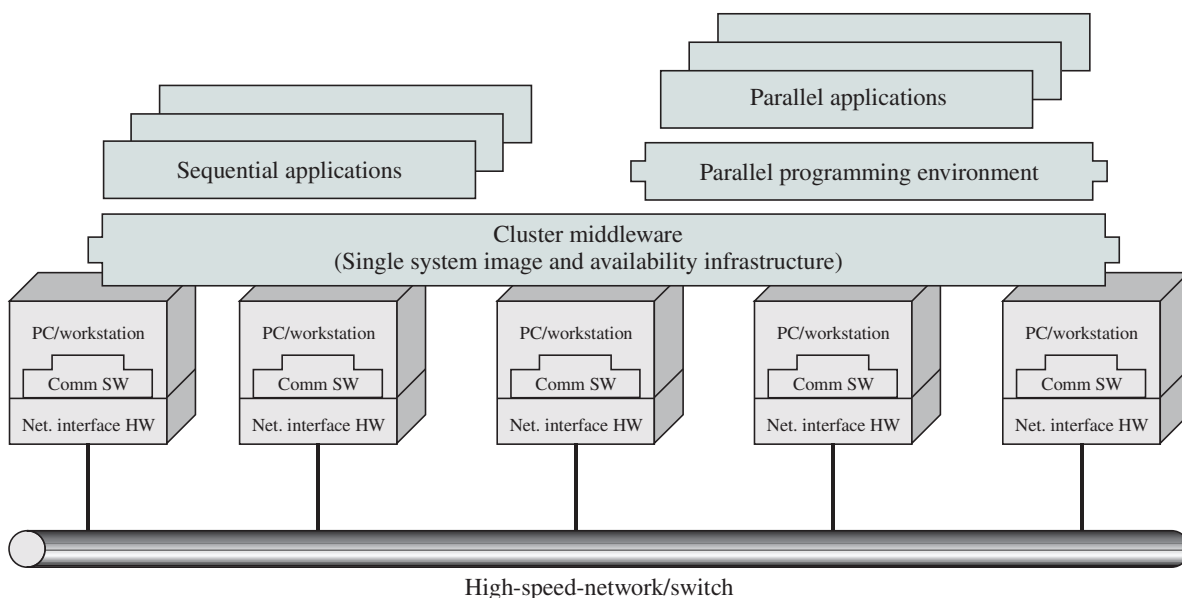 Parallel applications
Sequential applications
Parallel programming environment
Cluster middleware
(Single system image and availability infrastructure)
PC/workstation
Comm SW
Net. interface HW
PC/workstation
Comm SW
Net. interface HW
PC/workstation
Comm SW
Net. interface HW
PC/workstation
Comm SW
Net. interface HW
PC/workstation
Comm SW
Net. interface HW
High-speed-network/switch